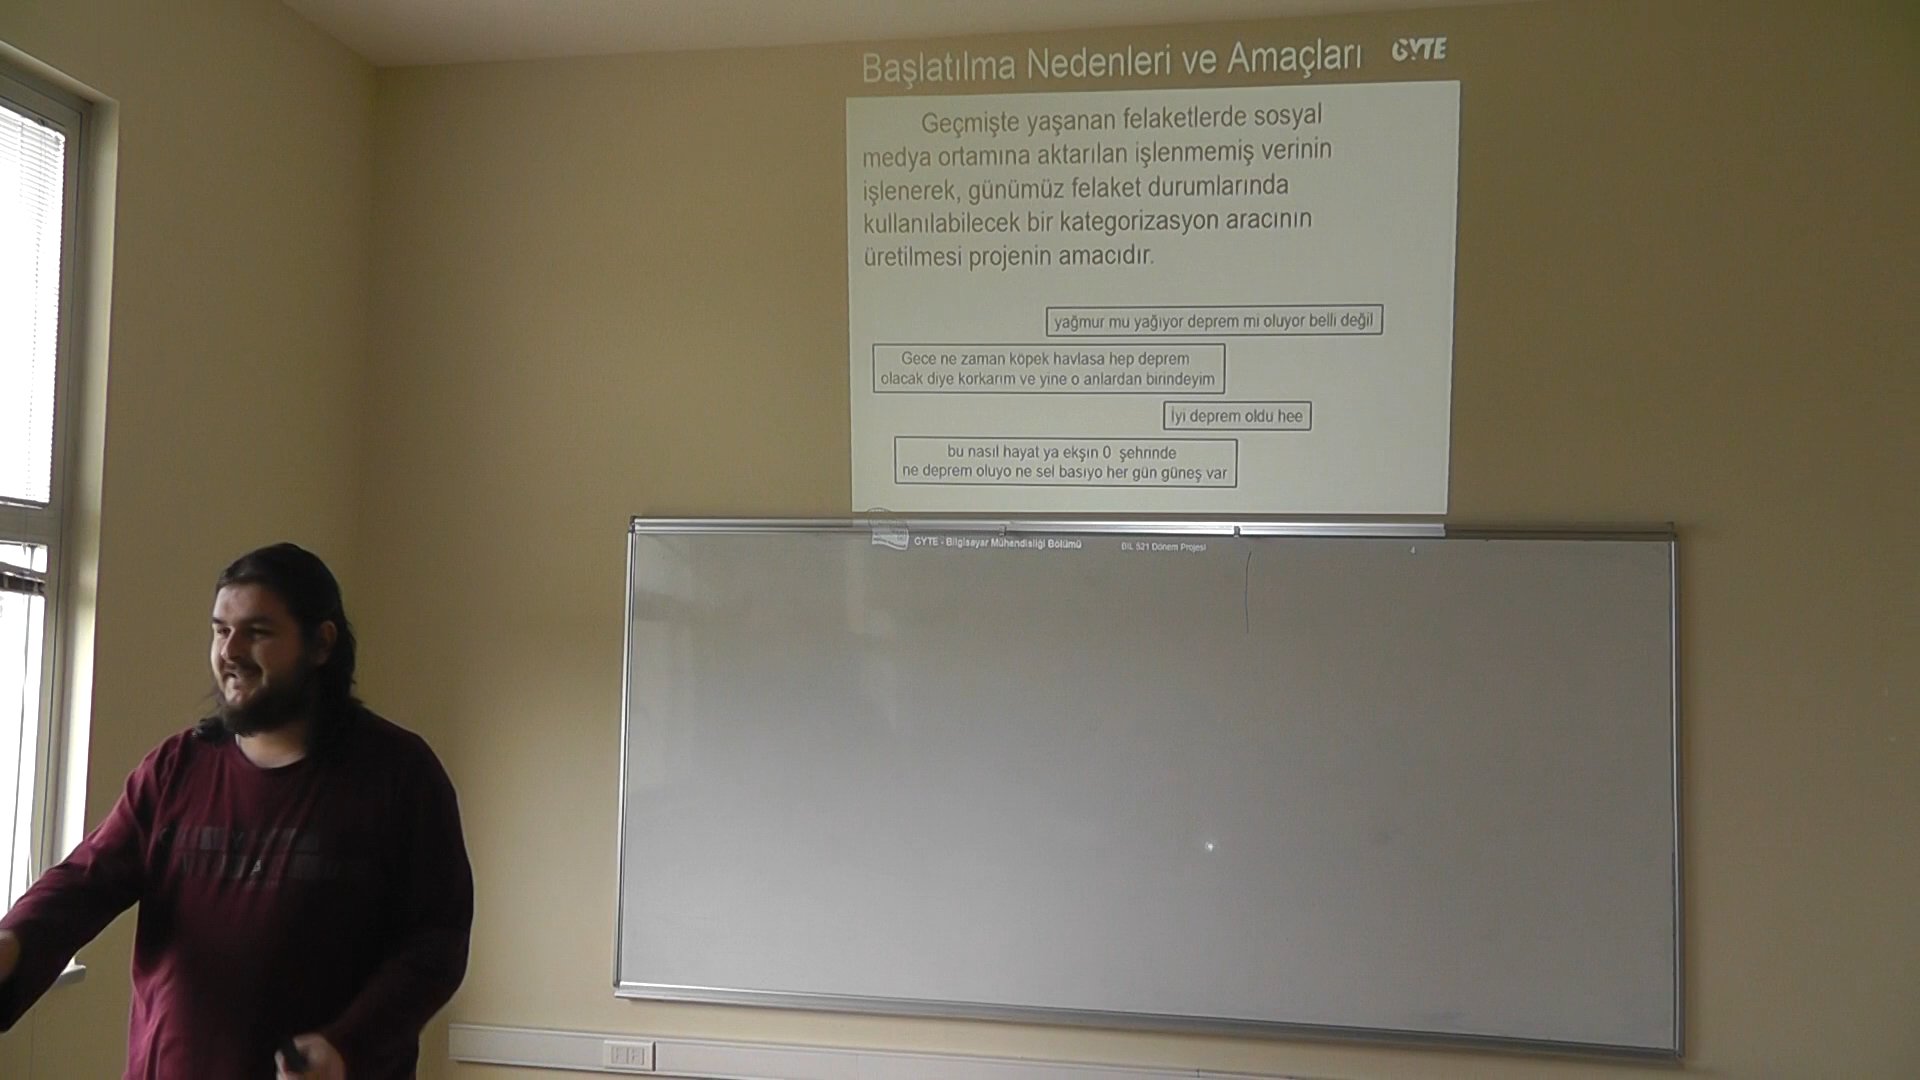 Başlatılma Nedenleri ve Amaçları
GYTE
Geçmişte yaşanan felaketlerde sosyal
medya ortamına aktarılan işlenmemiş verinin
işlenerek, günümüz felaket durumlarında
kullanılabilecek bir kategorizasyon aracının
üretilmesi projenin amacıdır.
yağmur mu yağıyor deprem mi oluyor belli değil
Gece ne zaman köpek havlasa hep deprem
olacak diye korkarım ve yine o anlardan birindeyim
İyi deprem oldu hee
bu nasıl hayat ya ekşın 0 şehrinde
ne deprem oluyo ne sel basıyo her gün güneş var
GYTE - Bilgisayar Mühendisliği Bölümü
BİL 521 Dönem Projesi
4